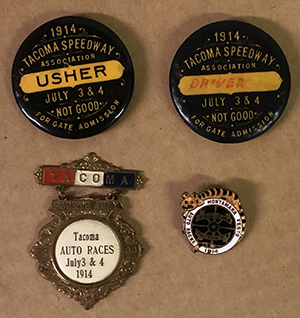 1914
TACOMA SPEEDWAY
ASSOCIATION
USHER
JULY 3 & 4
NOT GOOD
FOR GATE ADMISSION
1914
TACOMA SPEEDWAY
ASSOCIATION
DRIVER
JULY 3 & 4
NOT GOOD
FOR GATE ADMISSION
TACOMA
Tacoma
AUTO RACES
July 3 & 4
1914
MONTAMARA
1914